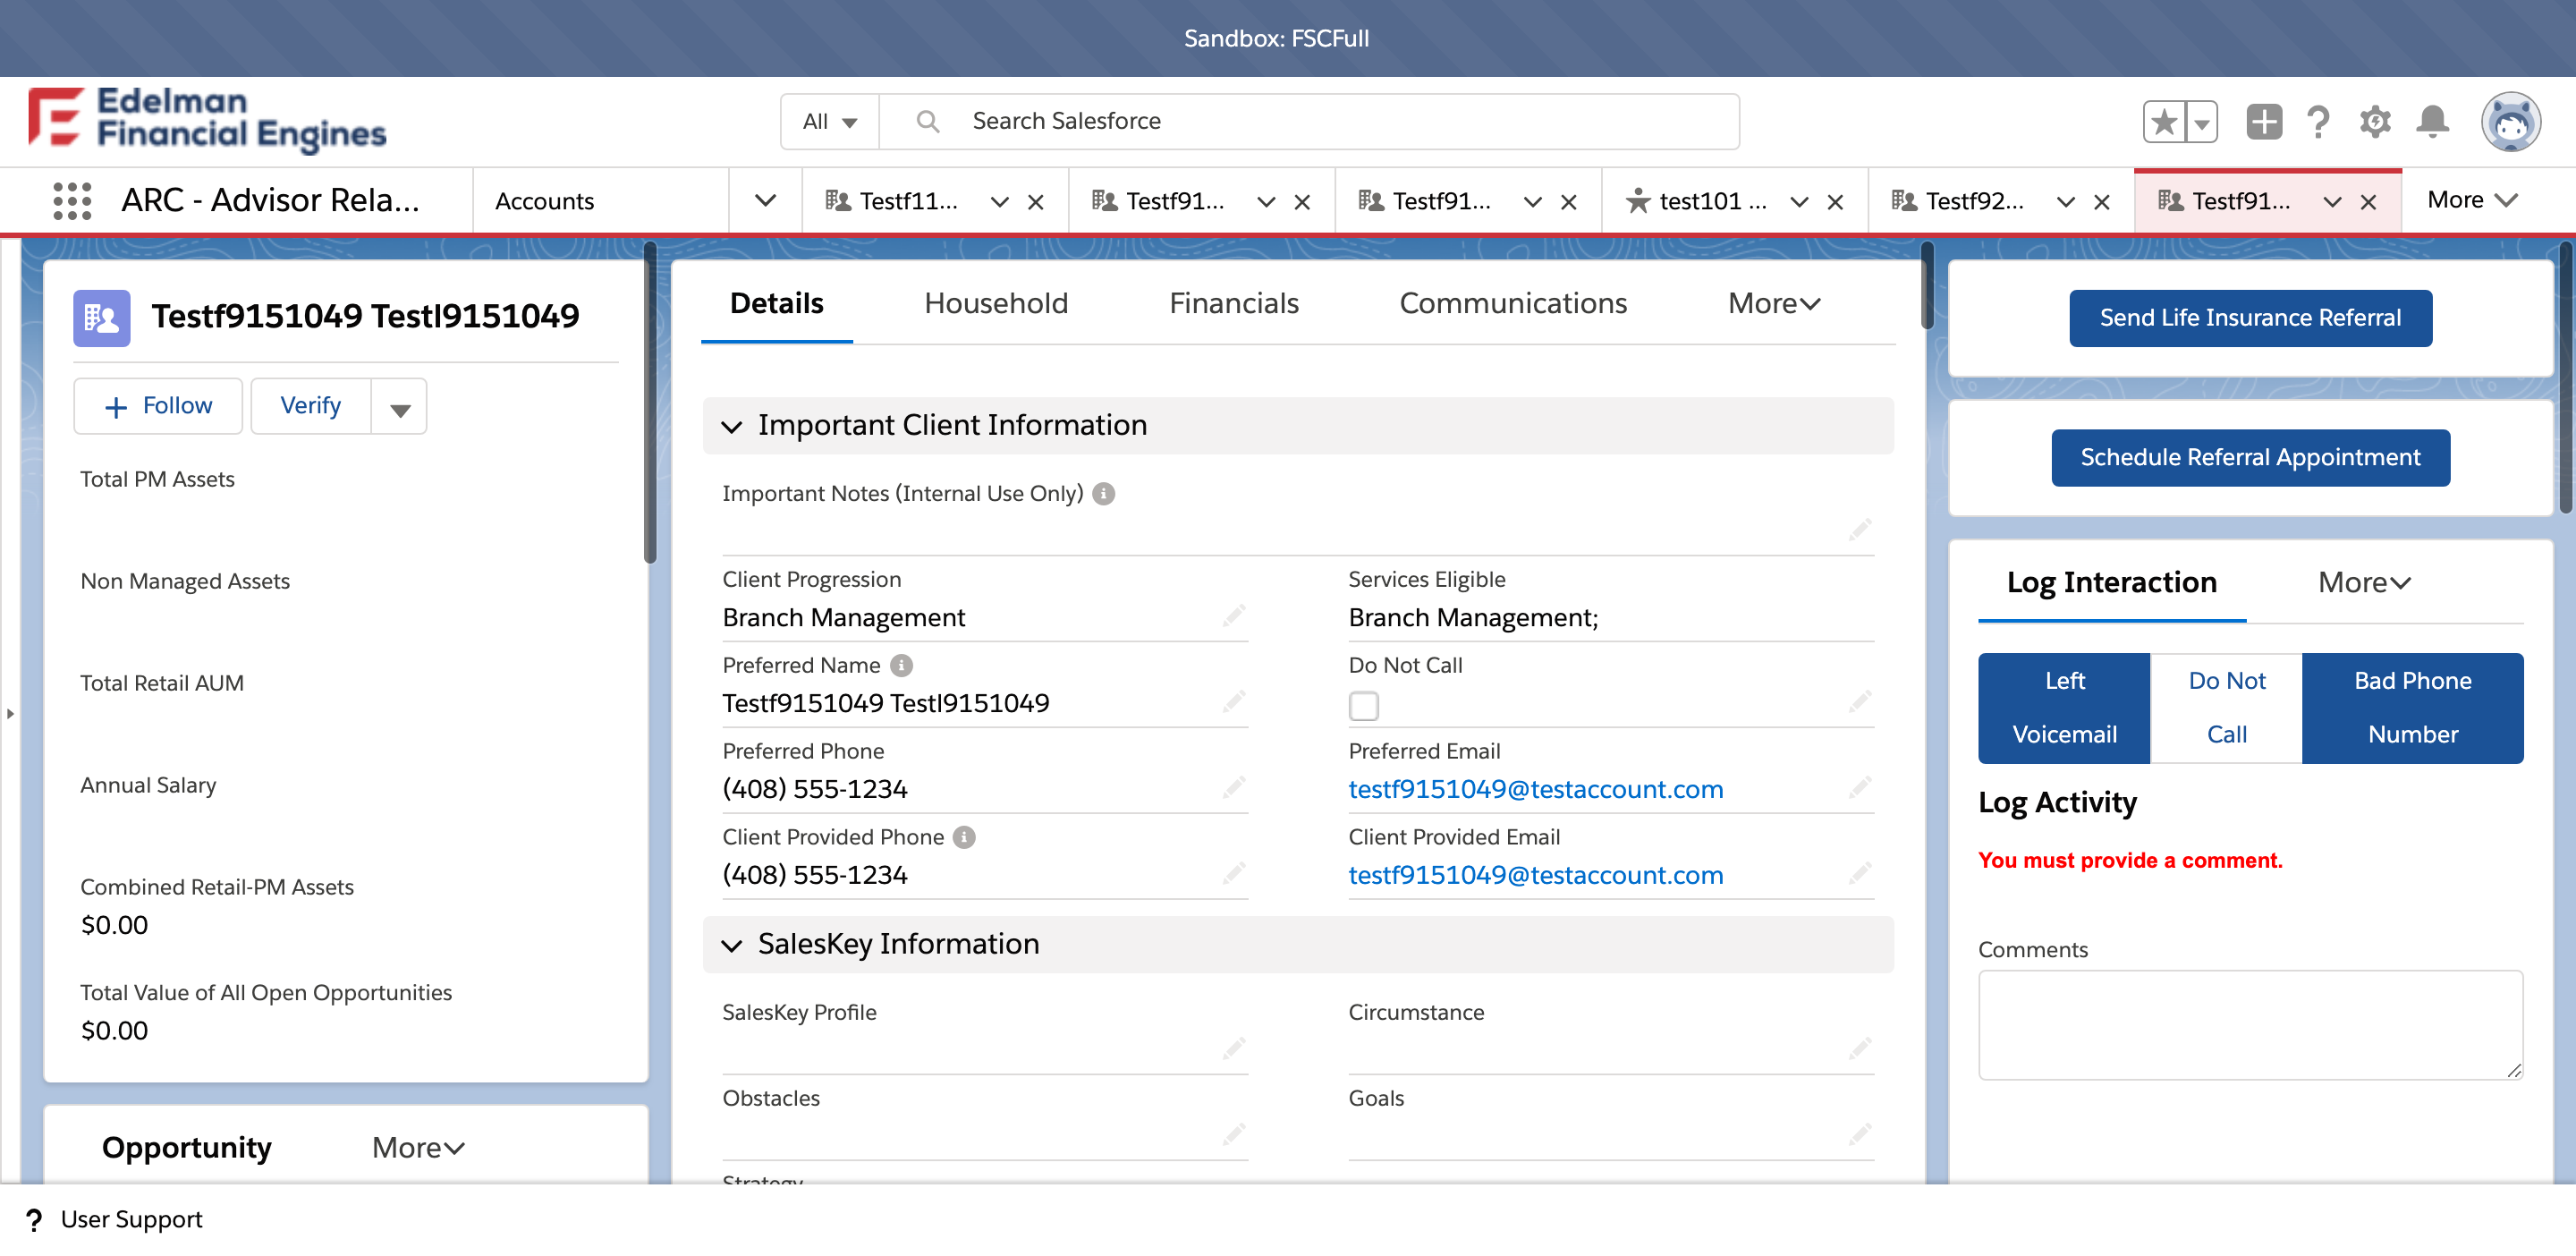 Sandbox: FSCFull
Edelman
Financial Engines
All
Search Salesforce
ARC - Advisor Rela...
Accounts
Testf11...
Testf91...
Testf91...
test101 ...
Testf92...
Testf91...
More
Testf9151049 Testl9151049
Follow
Verify
Total PM Assets
Non Managed Assets
Total Retail AUM
Annual Salary
Combined Retail-PM Assets
$0.00
Total Value of All Open Opportunities
$0.00
Opportunity
More
Details
Household
Financials
Communications
More
Important Client Information
Important Notes (Internal Use Only)
Client Progression
Branch Management
Services Eligible
Branch Management;
Preferred Name
Testf9151049 Testl9151049
Do Not Call
Preferred Phone
(408) 555-1234
Preferred Email
testf9151049@testaccount.com
Client Provided Phone
(408) 555-1234
Client Provided Email
testf9151049@testaccount.com
SalesKey Information
SalesKey Profile
Circumstance
Obstacles
Goals
Strategy
Send Life Insurance Referral
Schedule Referral Appointment
Log Interaction
More
Left
Voicemail
Do Not
Call
Bad Phone
Number
Log Activity
You must provide a comment.
Comments
? User Support